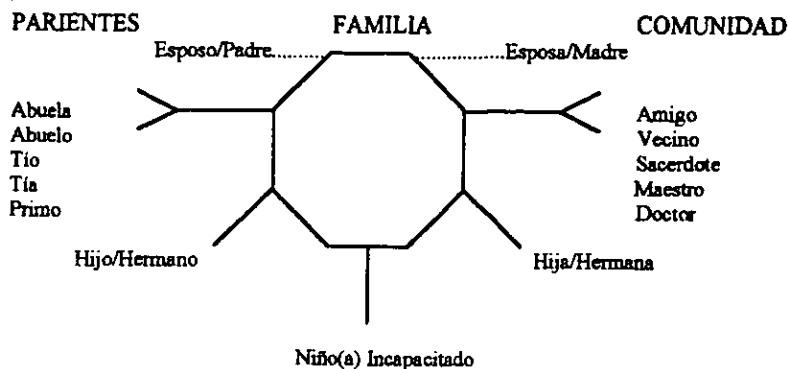 PARIENTES FAMILIA COMUNIDAD
Esposo/Padre............ ............Esposa/Madre
Abuela
Abuelo
Tío
Tía
Primo
Amigo
Vecino
Sacerdote
Maestro
Doctor
Hijo/Hermano
Hija/Hermana
Niño(a) Incapacitado